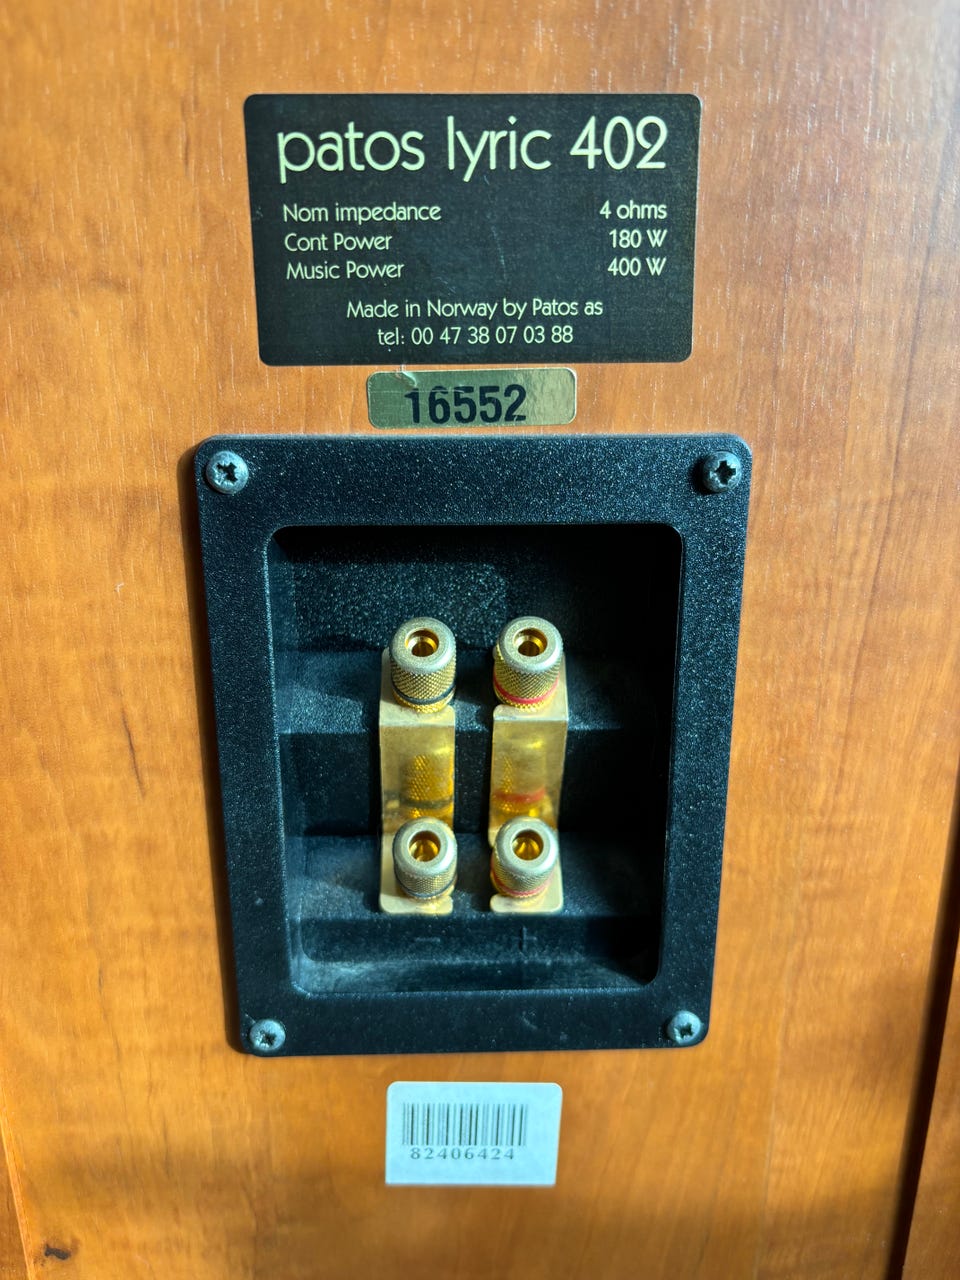 patos lyric 402
Nom impedance 4 ohms
Cont Power 180 W
Music Power 400 W
Made in Norway by Patos as
tel: 00 47 38 07 03 88
16552
- +
82406424